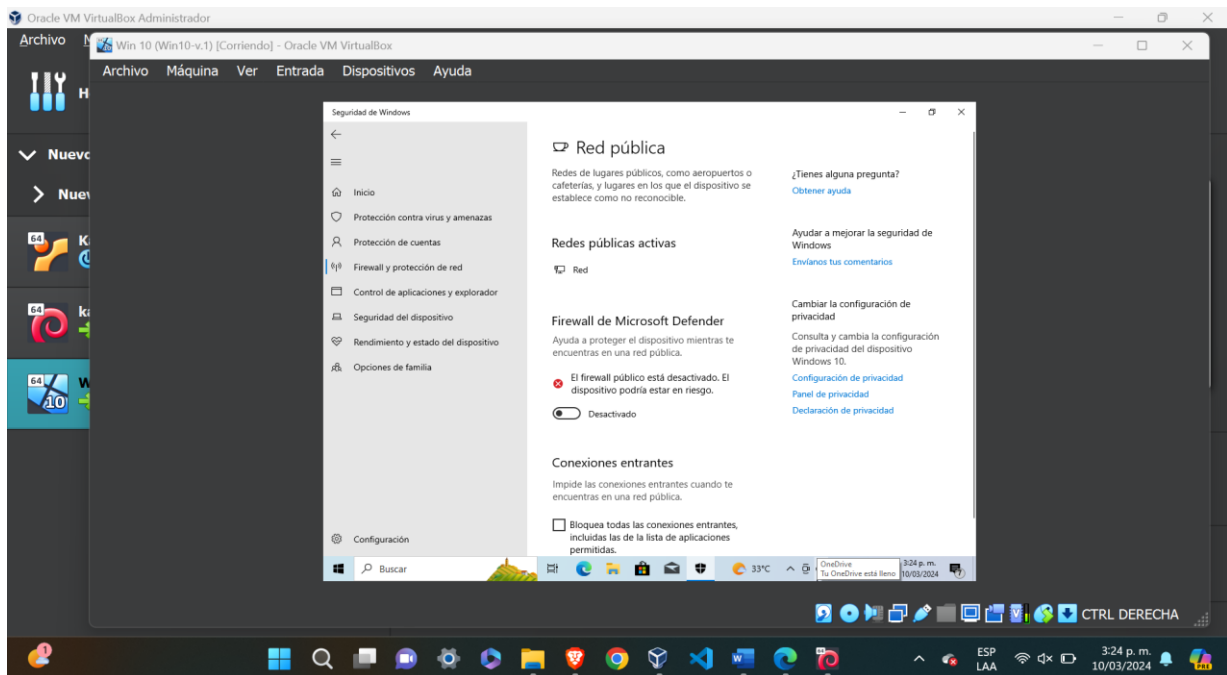 Oracle VM VirtualBox Administrador
Archivo
Win 10 (Win10-v.1) [Corriendo] - Oracle VM VirtualBox
Archivo Máquina Ver Entrada Dispositivos Ayuda
Seguridad de Windows
Inicio
Protección contra virus y amenazas
Protección de cuentas
Firewall y protección de red
Control de aplicaciones y explorador
Seguridad del dispositivo
Rendimiento y estado del dispositivo
Opciones de familia
Configuración
Red pública
Redes de lugares públicos, como aeropuertos o
cafeterías, y lugares en los que el dispositivo se
establece como no reconocible.
Redes públicas activas
Red
Firewall de Microsoft Defender
Ayuda a proteger el dispositivo mientras te
encuentras en una red pública.
El firewall público está desactivado. El
dispositivo podría estar en riesgo.
Desactivado
Conexiones entrantes
Impide las conexiones entrantes cuando te
encuentras en una red pública.
Bloquea todas las conexiones entrantes,
incluidas las de la lista de aplicaciones
permitidas.
¿Tienes alguna pregunta?
Obtener ayuda
Ayudar a mejorar la seguridad de
Windows
Envíanos tus comentarios
Cambiar la configuración de
privacidad
Consulta y cambia la configuración
de privacidad del dispositivo
Windows 10.
Configuración de privacidad
Panel de privacidad
Declaración de privacidad
64
64
64
10
Buscar
33°C
OneDrive
Tu OneDrive está lleno
3:24 p. m.
10/03/2024
CTRL DERECHA
1
ESP
LAA
3:24 p. m.
10/03/2024
PRE